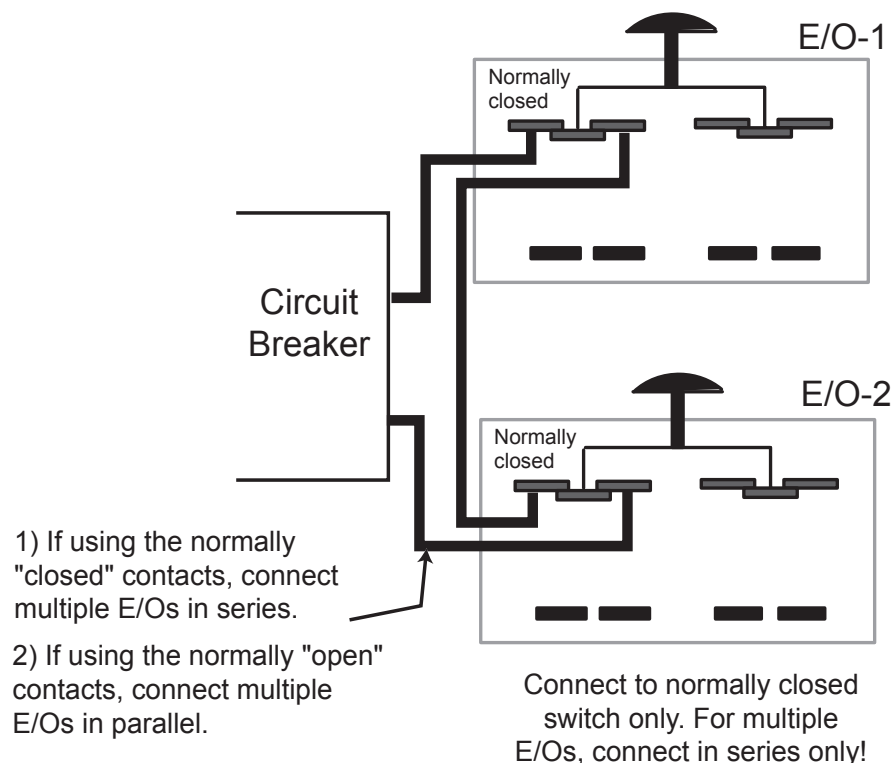 E/O-1
Normally
closed
Circuit
Breaker
E/O-2
Normally
closed
1) If using the normally
"closed" contacts, connect
multiple E/Os in series.
2) If using the normally "open"
contacts, connect multiple
E/Os in parallel.
Connect to normally closed
switch only. For multiple
E/Os, connect in series only!